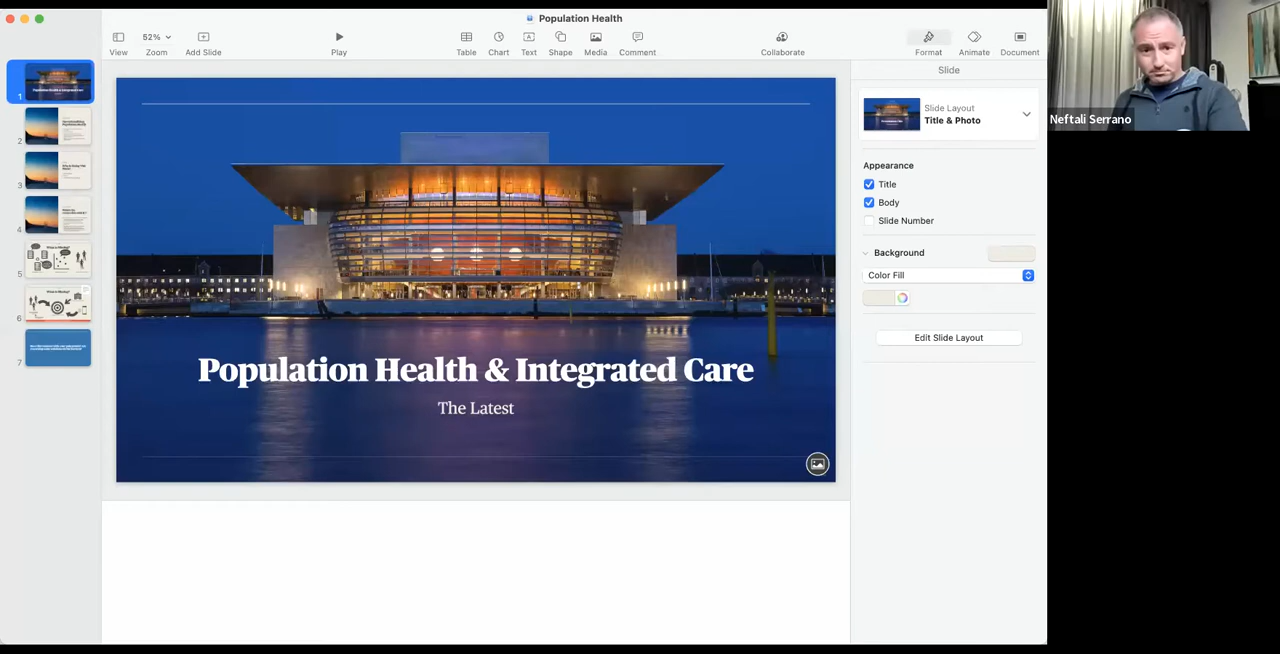 Population Health
View
52%
Zoom
Add Slide
Play
Table
Chart
Text
Shape
Media
Comment
Collaborate
Format
Animate
Document
Slide
Slide Layout
Title & Photo
Appearance
Title
Body
Slide Number
Background
Color Fill
Edit Slide Layout
1
2
3
4
5
6
7
Population Health & Integrated Care
The Latest
Neftali Serrano